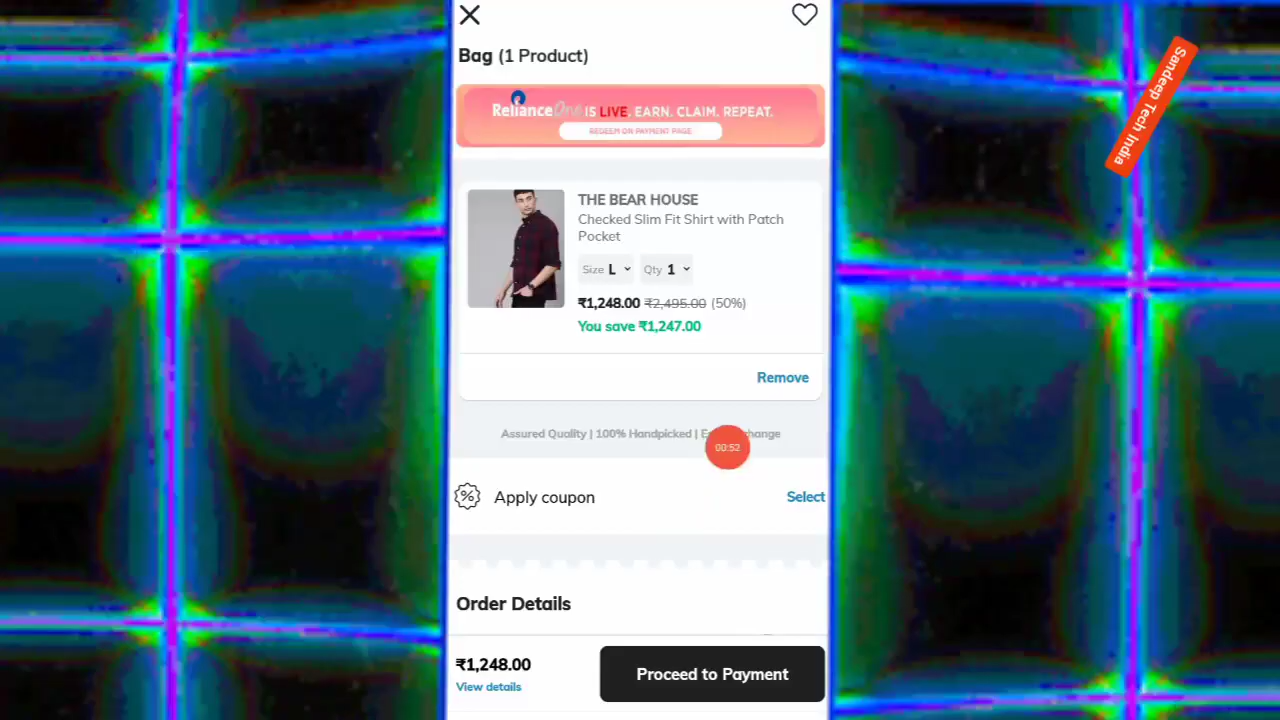 Bag (1 Product)
RelianceOne IS LIVE. EARN. CLAIM. REPEAT.
REDEEM ON PAYMENT PAGE
THE BEAR HOUSE
Checked Slim Fit Shirt with Patch
Pocket
Size L Qty 1
₹1,248.00 ₹2,495.00 (50%)
You save ₹1,247.00
Remove
Assured Quality | 100% Handpicked |
00:52
Apply coupon Select
Order Details
₹1,248.00
View details
Proceed to Payment
Sandeep Tech India